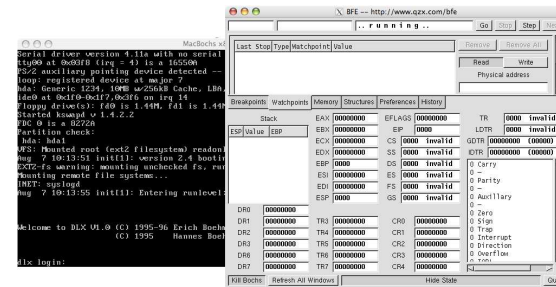 MacBochs x8
Serial driver version 4.11a with no serial
tty00 at 0x03f8 (irq = 4) is a 16550A
PS/2 auxiliary pointing device detected --
loop: registered device at major 7
hda: Generic 1234, 10MB w/256kB Cache, LBA,
ide0 at 0x1f0-0x1f7,0x3f6 on irq 14
Floppy drive(s): fd0 is 1.44M, fd1 is 1.44M
Started kswapd v 1.4.2.2
FDC 0 is a 8272A
Partition check:
hda: hda1
VFS: Mounted root (ext2 filesystem) readonl
Aug 7 10:13:51 init[1]: version 2.4 bootin
EXT2-fs warning: mounting unchecked fs, run
Mounting remote file systems...
INET: syslogd
Aug 7 10:13:55 init[1]: Entering runlevel:
Welcome to DLX V1.0 (C) 1995-96 Erich Boehm
(C) 1995 Hannes Boeh
dlx login:
BFE -- http://www.qzx.com/bfe
..running..
Go Stop Step Ne
Last Stop Type Watchpoint Value
Remove Remove All
Read Write
Physical address
Breakpoints Watchpoints Memory Structures Preferences History
Stack
ESP Value EBP
EAX 00000000 EFLAGS 00000000 TR 0000 invalid
EBX 00000000 EIP 0000 LDTR 0000 invalid
ECX 00000000 CS 0000 invalid GDTR 00000000 (00000)
EDX 00000000 SS 0000 invalid IDTR 00000000 (00000)
EBP 0000 DS 0000 invalid
ESI 00000000 ES 0000 invalid
EDI 00000000 FS 0000 invalid
ESP 0000 GS 0000 invalid
0 Carry
0 -
0 Parity
0 -
0 Auxillary
0 -
0 Zero
0 Sign
0 Trap
0 Interrupt
0 Direction
0 Overflow
DR0 00000000
DR1 00000000 TR3 00000000 CR0 00000000
DR2 00000000 TR4 00000000 CR1 00000000
DR3 00000000 TR5 00000000 CR2 00000000
DR6 00000000 TR6 00000000 CR3 00000000
DR7 00000000 TR7 00000000 CR4 00000000
Kill Bochs Refresh All Windows Hide State Qu